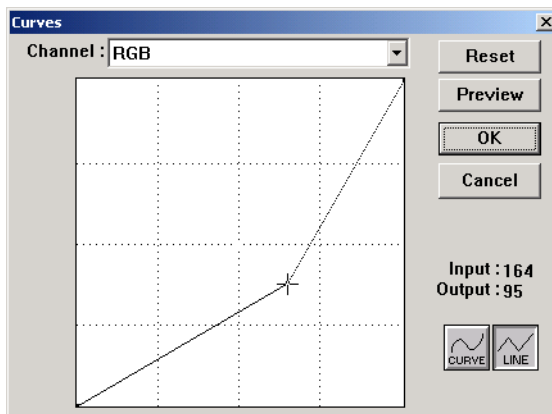 Curves
Channel : RGB
Reset
Preview
OK
Cancel
Input : 164
Output : 95
CURVE
LINE